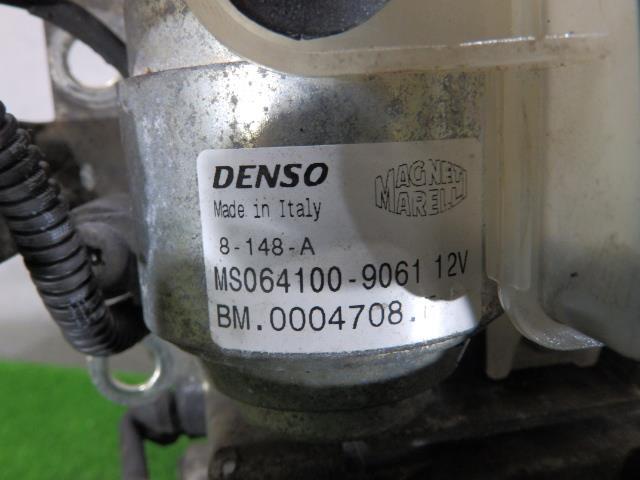 DENSO
MAGNETI
MARELLI
Made in Italy
8-148-A
MS064100-9061 12V
BM.0004708.